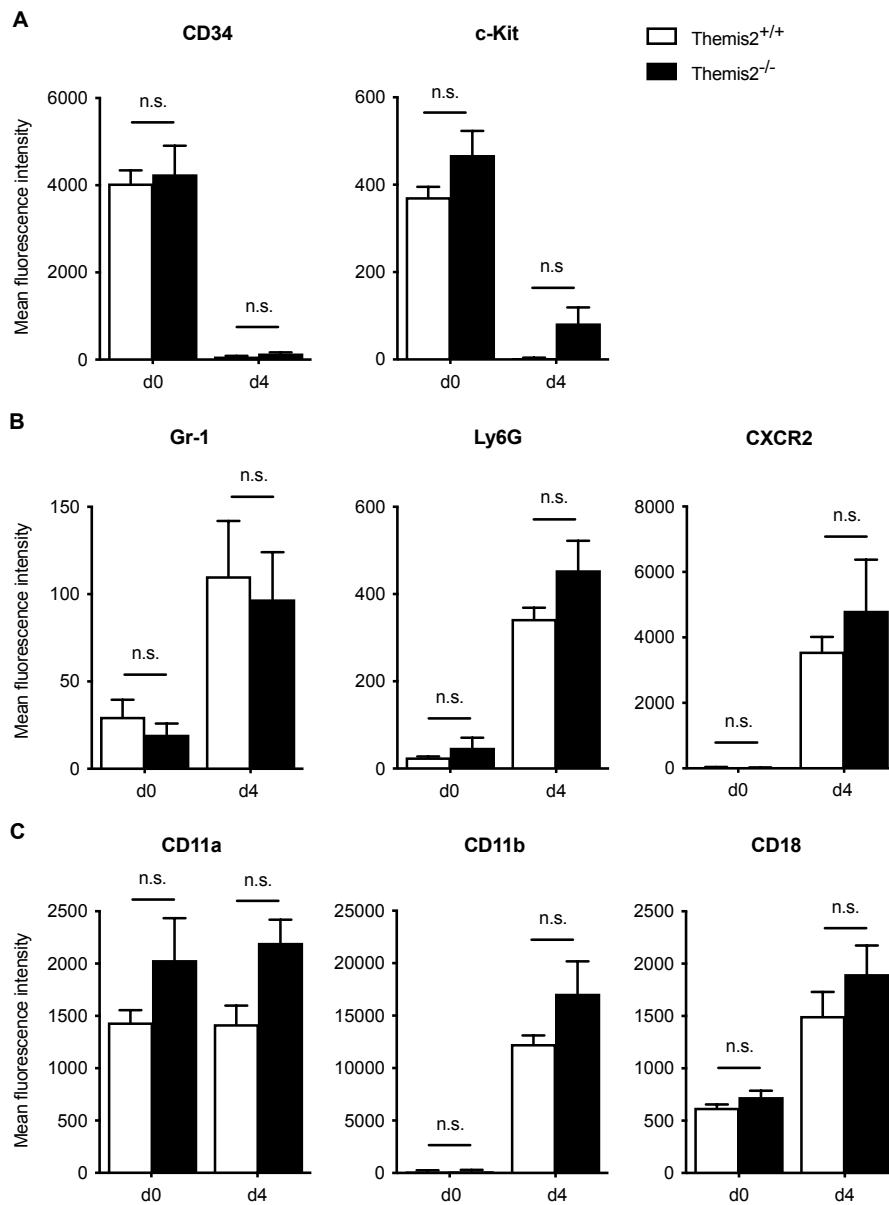 A
CD34
c-Kit
Themis2+/+
Themis2-/-
Mean fluorescence intensity
6000
4000
2000
0
n.s.
n.s.
d0
d4
600
400
200
0
n.s.
n.s
d0
d4
B
Gr-1
Ly6G
CXCR2
Mean fluorescence intensity
150
100
50
0
n.s.
n.s.
d0
d4
600
400
200
0
n.s.
n.s.
d0
d4
8000
6000
4000
2000
0
n.s.
n.s.
d0
d4
C
CD11a
CD11b
CD18
Mean fluorescence intensity
2500
2000
1500
1000
500
0
n.s.
n.s.
d0
d4
25000
20000
15000
10000
5000
0
n.s.
n.s.
d0
d4
2500
2000
1500
1000
500
0
n.s.
n.s.
d0
d4